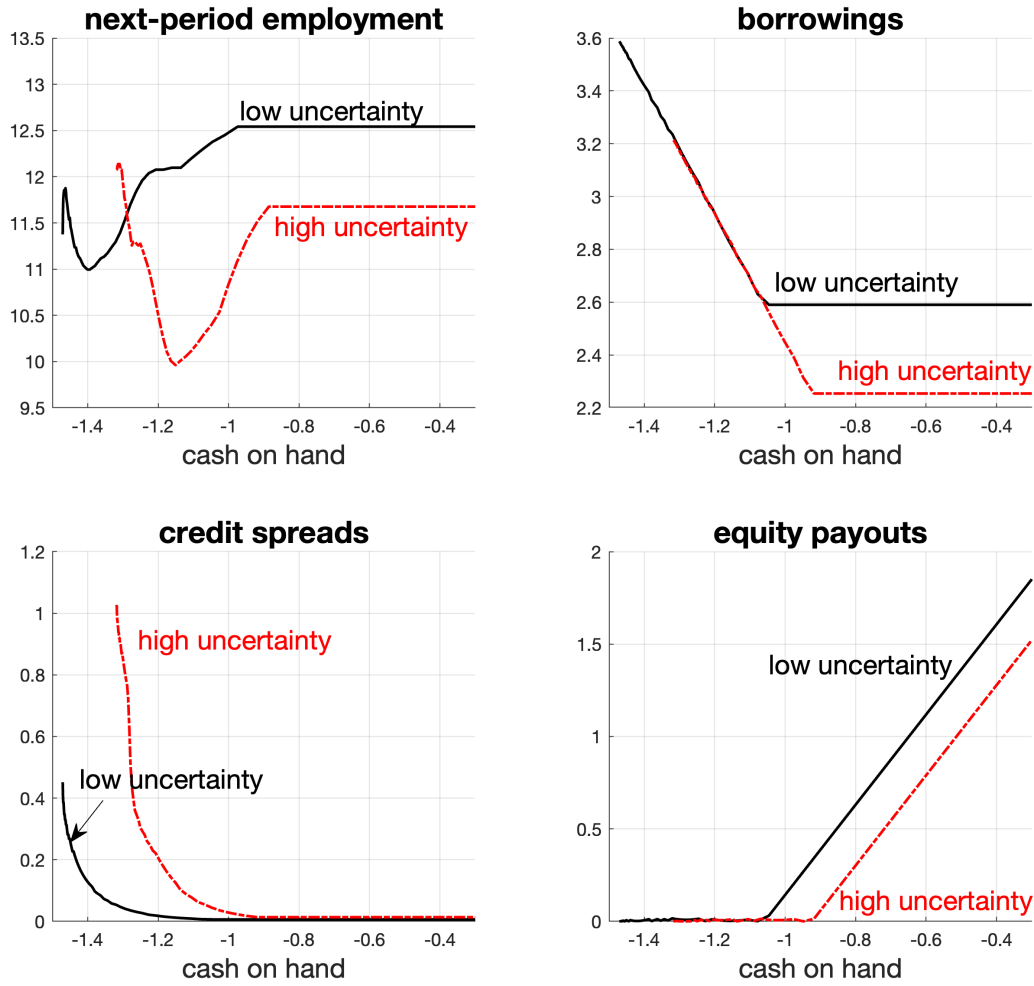 next-period employment
13.5
13
12.5
12
11.5
11
10.5
10
9.5
low uncertainty
high uncertainty
-1.4 -1.2 -1 -0.8 -0.6 -0.4
cash on hand
borrowings
3.6
3.4
3.2
3
2.8
2.6
2.4
2.2
low uncertainty
high uncertainty
-1.4 -1.2 -1 -0.8 -0.6 -0.4
cash on hand
credit spreads
1.2
1
0.8
0.6
0.4
0.2
0
high uncertainty
low uncertainty
-1.4 -1.2 -1 -0.8 -0.6 -0.4
cash on hand
equity payouts
2
1.5
1
0.5
0
low uncertainty
high uncertainty
-1.4 -1.2 -1 -0.8 -0.6 -0.4
cash on hand